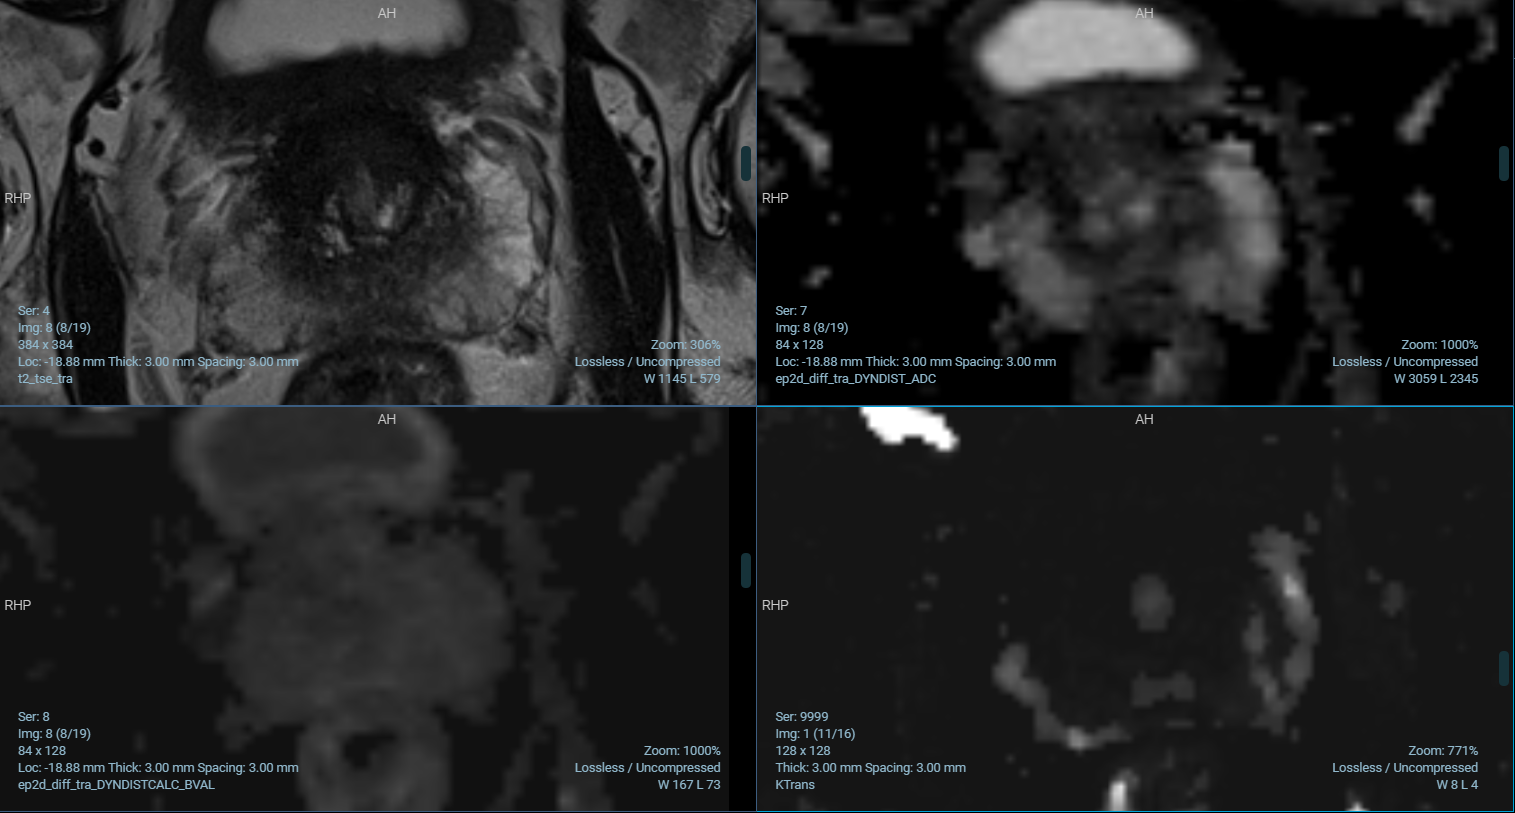 AH
RHP
Ser: 4
Img: 8 (8/19)
384 x 384
Loc: -18.88 mm Thick: 3.00 mm Spacing: 3.00 mm
t2_tse_tra
Zoom: 306%
Lossless / Uncompressed
W 1145 L 579
AH
RHP
Ser: 7
Img: 8 (8/19)
84 x 128
Loc: -18.88 mm Thick: 3.00 mm Spacing: 3.00 mm
ep2d_diff_tra_DYNDIST_ADC
Zoom: 1000%
Lossless / Uncompressed
W 3059 L 2345
AH
RHP
Ser: 8
Img: 8 (8/19)
84 x 128
Loc: -18.88 mm Thick: 3.00 mm Spacing: 3.00 mm
ep2d_diff_tra_DYNDISTCALC_BVAL
Zoom: 1000%
Lossless / Uncompressed
W 167 L 73
AH
RHP
Ser: 9999
Img: 1 (11/16)
128 x 128
Thick: 3.00 mm Spacing: 3.00 mm
KTrans
Zoom: 771%
Lossless / Uncompressed
W 8 L 4